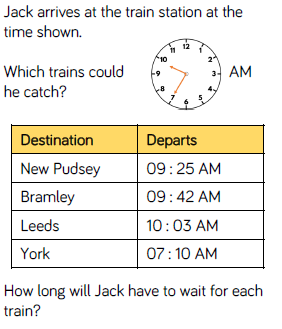 Jack arrives at the train station at the
time shown.
Which trains could
he catch?
12
1
2
3
4
5
6
7
8
9
10
11
AM
Destination Departs
New Pudsey 09 : 25 AM
Bramley 09 : 42 AM
Leeds 10 : 03 AM
York 07 : 10 AM
How long will Jack have to wait for each
train?